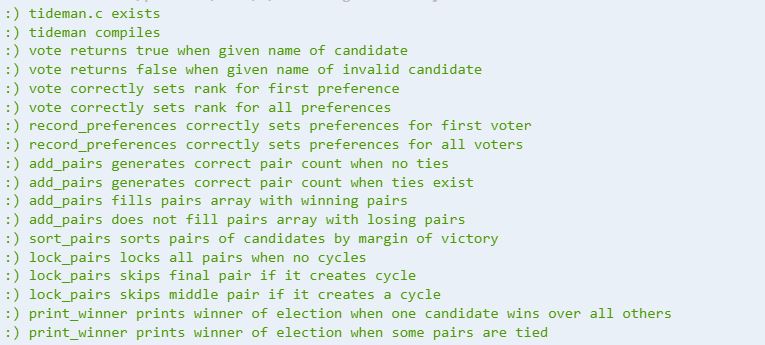 :) tideman.c exists
:) tideman compiles
:) vote returns true when given name of candidate
:) vote returns false when given name of invalid candidate
:) vote correctly sets rank for first preference
:) vote correctly sets rank for all preferences
:) record_preferences correctly sets preferences for first voter
:) record_preferences correctly sets preferences for all voters
:) add_pairs generates correct pair count when no ties
:) add_pairs generates correct pair count when ties exist
:) add_pairs fills pairs array with winning pairs
:) add_pairs does not fill pairs array with losing pairs
:) sort_pairs sorts pairs of candidates by margin of victory
:) lock_pairs locks all pairs when no cycles
:) lock_pairs skips final pair if it creates cycle
:) lock_pairs skips middle pair if it creates a cycle
:) print_winner prints winner of election when one candidate wins over all others
:) print_winner prints winner of election when some pairs are tied